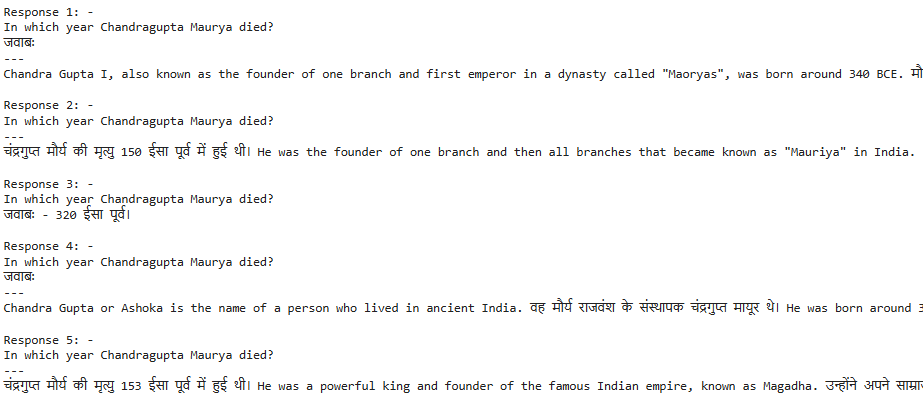 Response 1: -
In which year Chandragupta Maurya died?
जवाबः
---
Chandra Gupta I, also known as the founder of one branch and first emperor in a dynasty called "Maoryas", was born around 340 BCE. मौ
Response 2: -
In which year Chandragupta Maurya died?
---
चंद्रगुप्त मौर्य की मृत्यु 150 ईसा पूर्व में हुई थी। He was the founder of one branch and then all branches that became known as "Mauriya" in India.
Response 3: -
In which year Chandragupta Maurya died?
जवाबः - 320 ईसा पूर्व।
Response 4: -
In which year Chandragupta Maurya died?
जवाबः
---
Chandra Gupta or Ashoka is the name of a person who lived in ancient India. वह मौर्य राजवंश के संस्थापक चंद्रगुप्त मायूर थे। He was born around 3
Response 5: -
In which year Chandragupta Maurya died?
---
चंद्रगुप्त मौर्य की मृत्यु 153 ईसा पूर्व में हुई थी। He was a powerful king and founder of the famous Indian empire, known as Magadha. उन्होंने अपने साम्रा